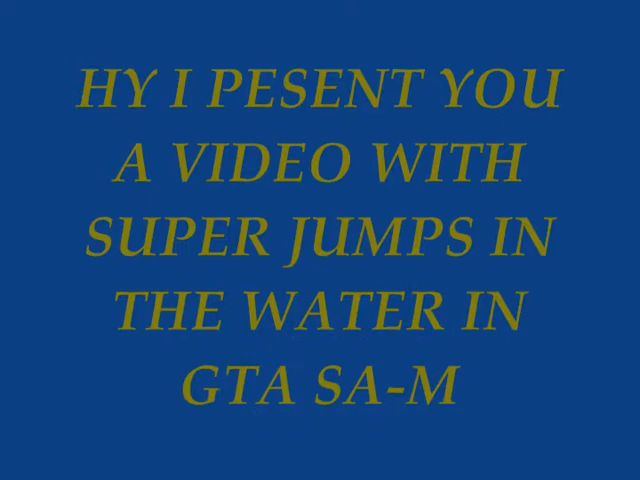 HY I PESENT YOU
A VIDEO WITH
SUPER JUMPS IN
THE WATER IN
GTA SA-M